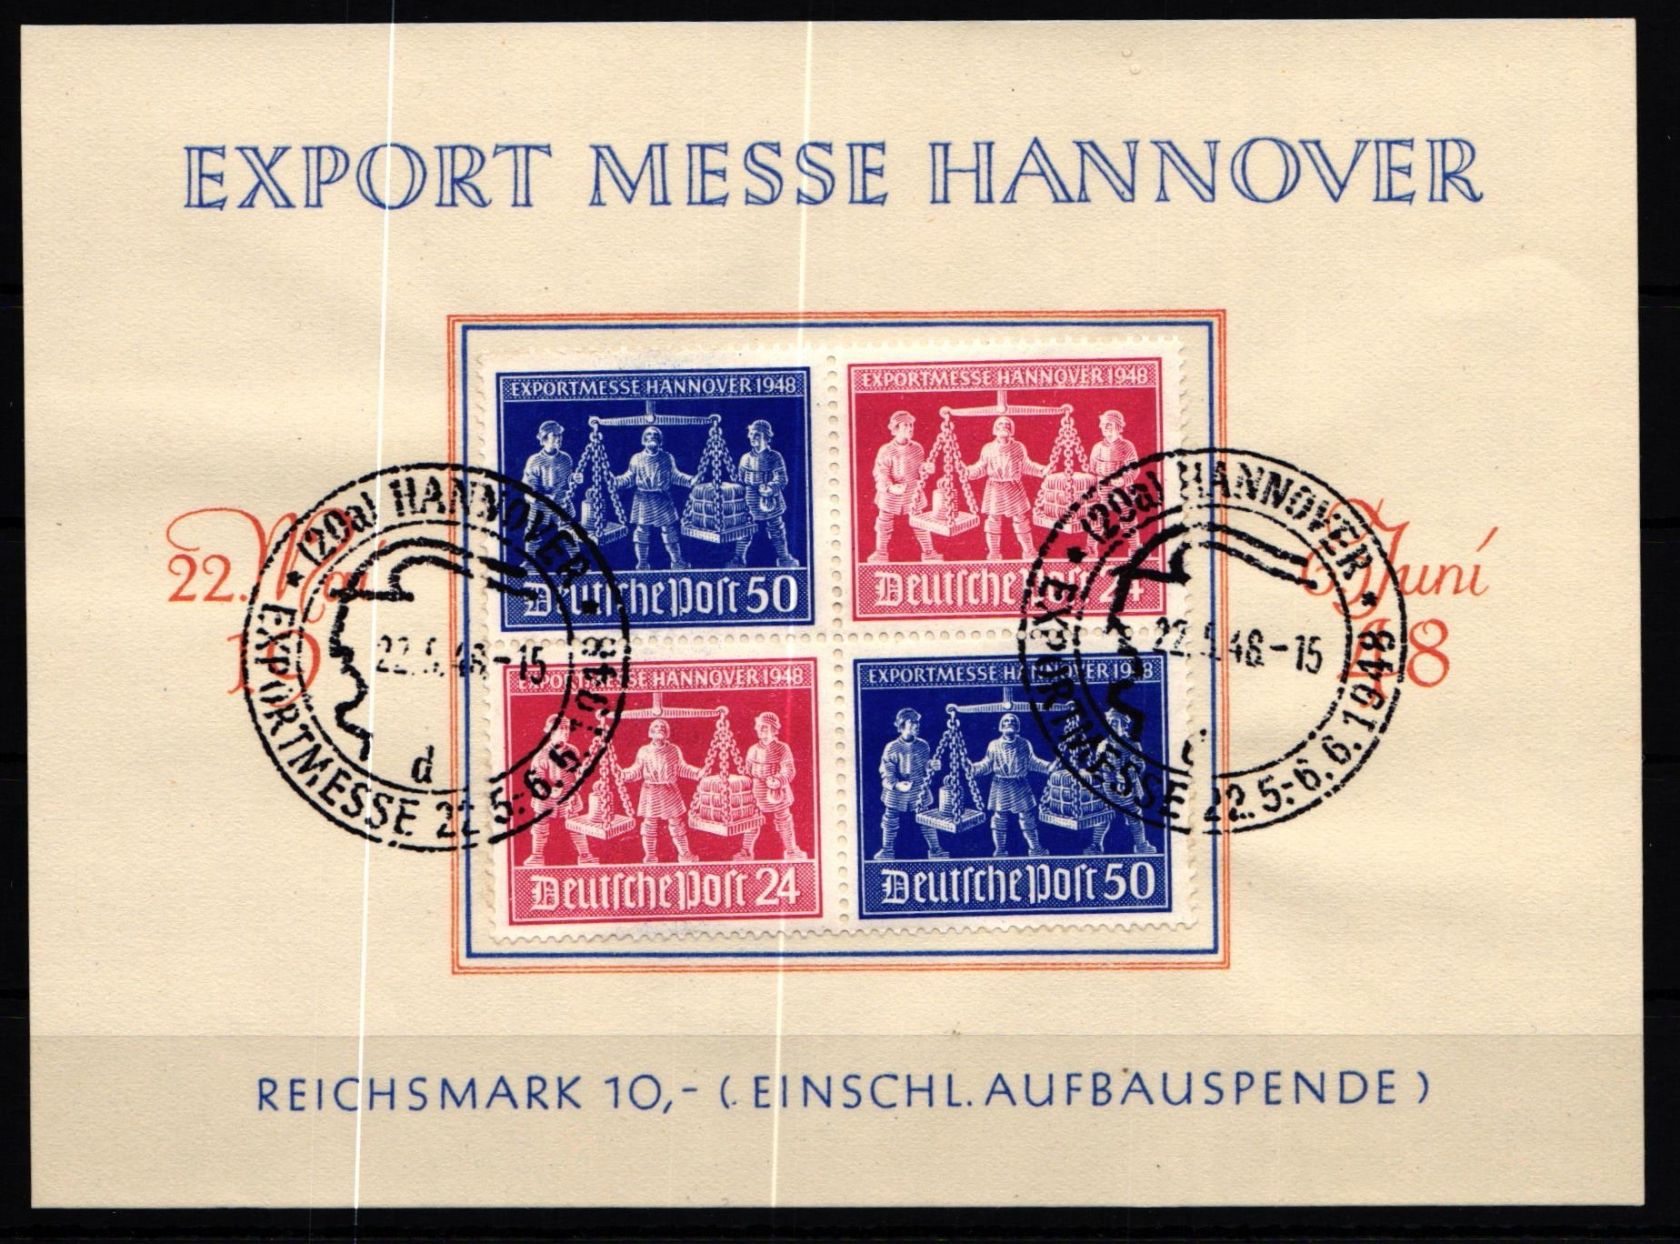 EXPORT MESSE HANNOVER
EXPORTMESSE HANNOVER 1948
Deutſche Poſt 50
EXPORTMESSE HANNOVER 1948
Deutſche Poſt 24
EXPORTMESSE HANNOVER 1948
Deutſche Poſt 24
EXPORTMESSE HANNOVER 1948
Deutſche Poſt 50
22. Mai
19
Juni
48
(20a) HANNOVER
22.5.48.-15
d
EXPORTMESSE 22.5.-6.6.1948
(20a) HANNOVER
22.5.48.-15
EXPORTMESSE 22.5.-6.6.1948
REICHSMARK 10,- (EINSCHL. AUFBAUSPENDE)